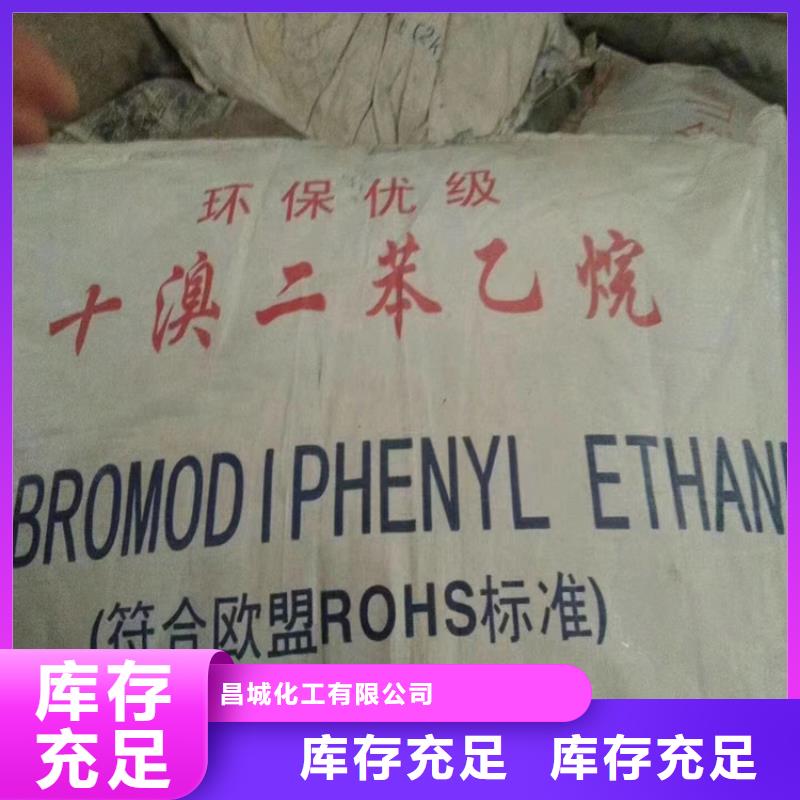 环保优级
十溴二苯乙烷
BROMODIPHENYL ETHAN
(符合欧盟ROHS标准)
库存
充足
昌城化工有限公司
库存充足 库存充足